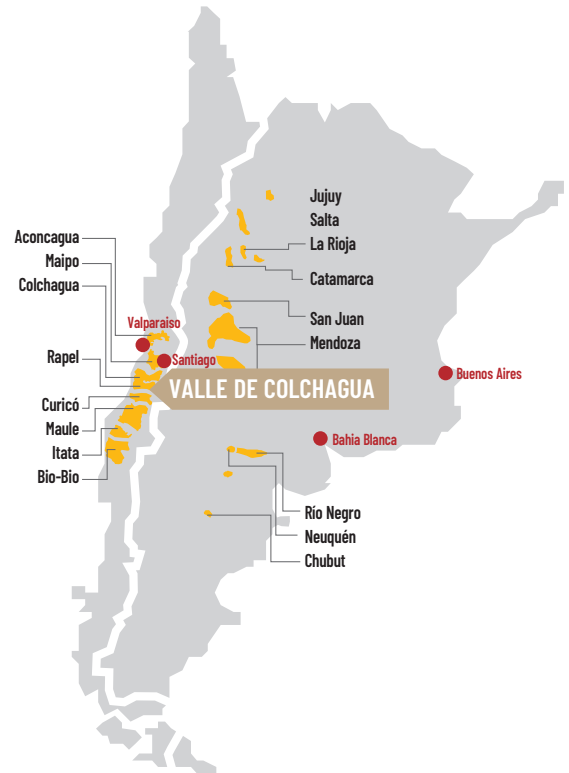 Jujuy
Salta
La Rioja
Catamarca
San Juan
Mendoza
Aconcagua
Maipo
Colchagua
Valparaiso
Santiago
Rapel
VALLE DE COLCHAGUA
Buenos Aires
Curicó
Maule
Itata
Bio-Bio
Bahia Blanca
Río Negro
Neuquén
Chubut